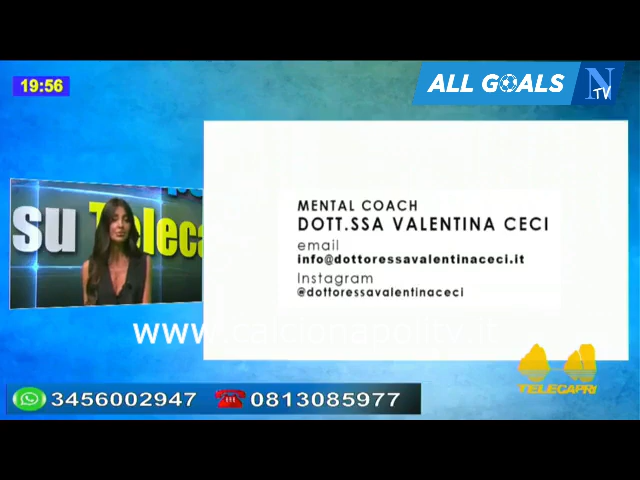 19:56
ALL GOALS
N TV
su Teleca
MENTAL COACH
DOTT.SSA VALENTINA CECI
email
info@dottoressavalentinaceci.it
Instagram
@dottoressavalentinaceci
www.calcionapolitv.it
TELECAPRI
3456002947 0813085977